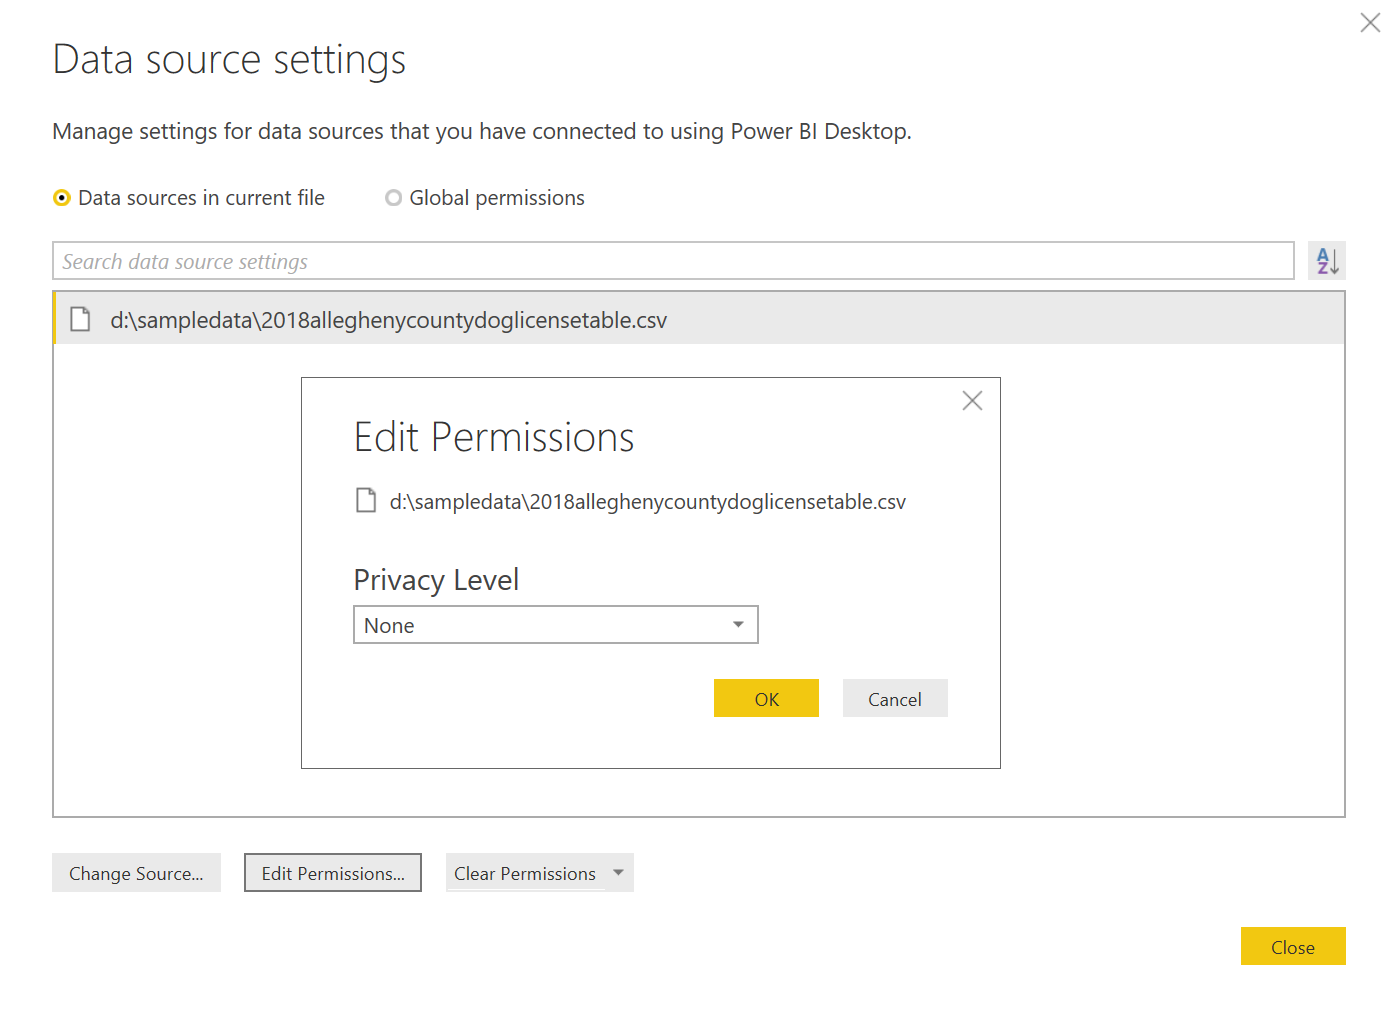 Data source settings
Manage settings for data sources that you have connected to using Power BI Desktop.
Data sources in current file Global permissions
Search data source settings
AZ
d:\sampledata\2018alleghenycountydoglicensetable.csv
Edit Permissions
d:\sampledata\2018alleghenycountydoglicensetable.csv
Privacy Level
None
OK Cancel
Change Source... Edit Permissions... Clear Permissions
Close